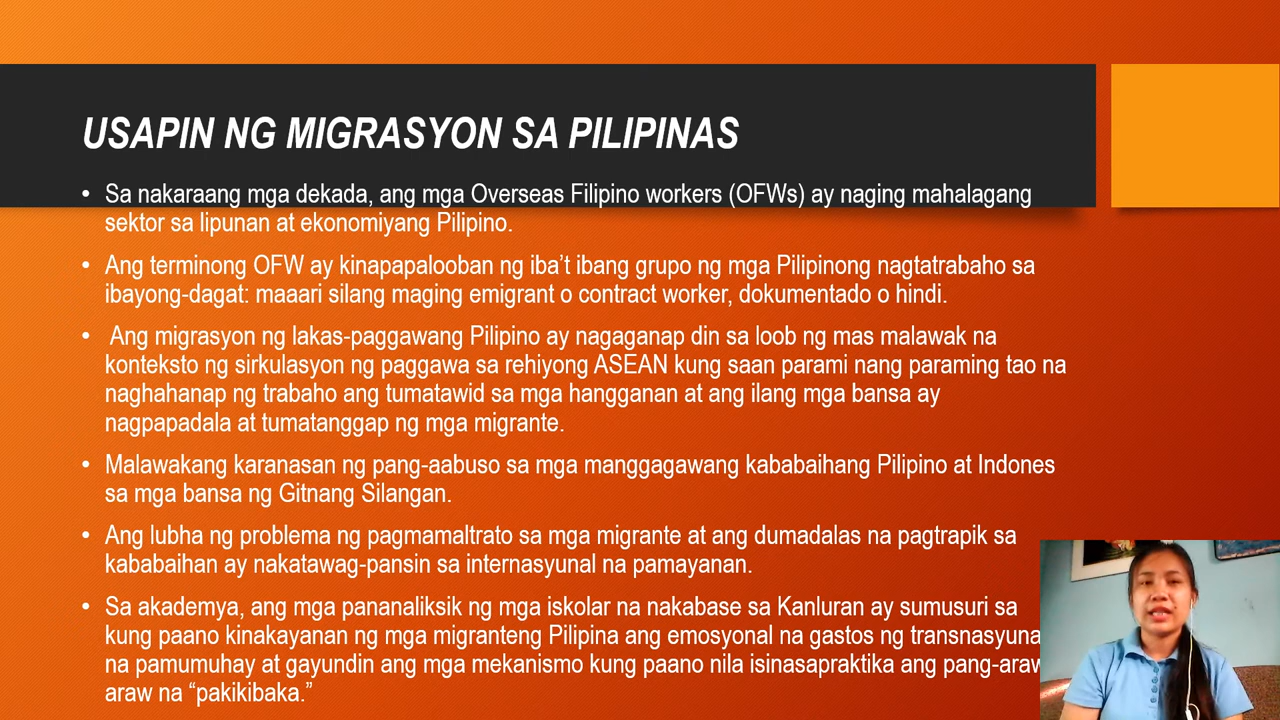 USAPIN NG MIGRASYON SA PILIPINAS
• Sa nakaraang mga dekada, ang mga Overseas Filipino workers (OFWs) ay naging mahalagang
sektor sa lipunan at ekonomiyang Pilipino.
• Ang terminong OFW ay kinapapalooban ng iba’t ibang grupo ng mga Pilipinong nagtatrabaho sa
ibayong-dagat: maaari silang maging emigrant o contract worker, dokumentado o hindi.
• Ang migrasyon ng lakas-paggawang Pilipino ay nagaganap din sa loob ng mas malawak na
konteksto ng sirkulasyon ng paggawa sa rehiyong ASEAN kung saan parami nang paraming tao na
naghahanap ng trabaho ang tumatawid sa mga hangganan at ang ilang mga bansa ay
nagpapadala at tumatanggap ng mga migrante.
• Malawakang karanasan ng pang-aabuso sa mga manggagawang kababaihang Pilipino at Indones
sa mga bansa ng Gitnang Silangan.
• Ang lubha ng problema ng pagmamaltrato sa mga migrante at ang dumadalas na pagtrapik sa
kababaihan ay nakatawag-pansin sa internasyunal na pamayanan.
• Sa akademya, ang mga pananaliksik ng mga iskolar na nakabase sa Kanluran ay sumusuri sa
kung paano kinakayanan ng mga migranteng Pilipina ang emosyonal na gastos ng transnasyuna
na pamumuhay at gayundin ang mga mekanismo kung paano nila isinasapraktika ang pang-araw
araw na “pakikibaka.”